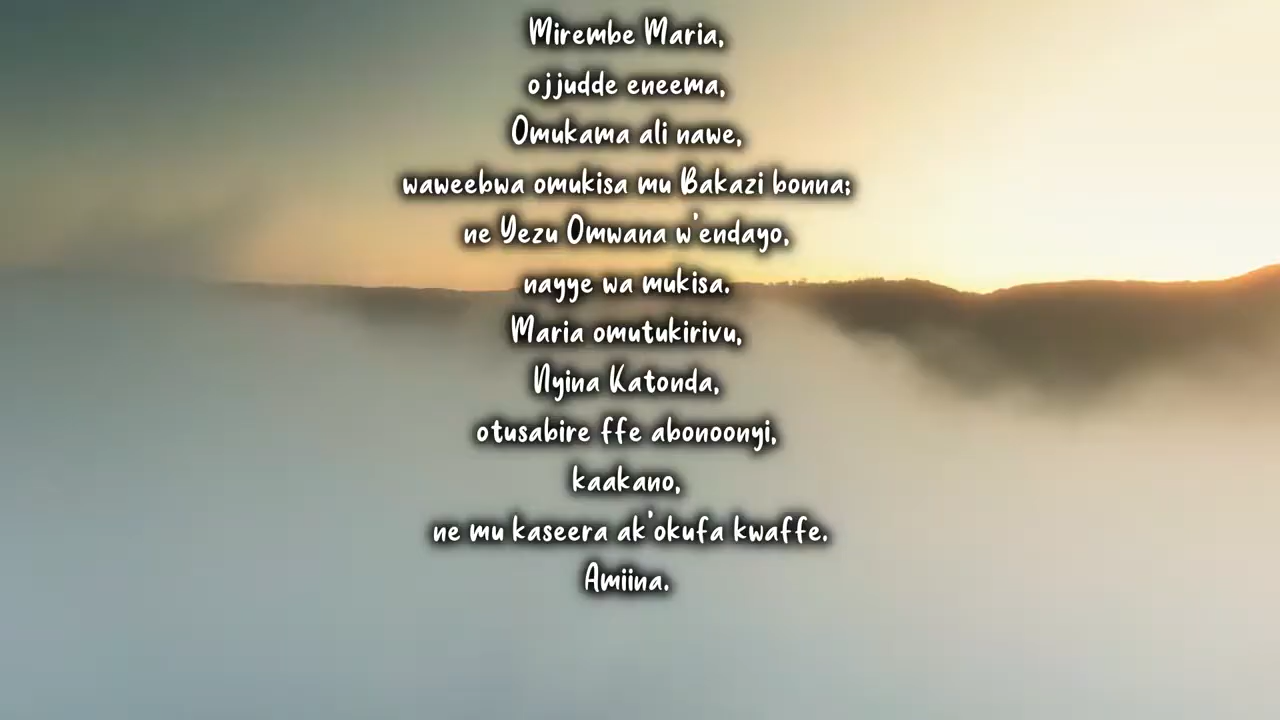 Mirembe Maria,
ojjudde eneema,
Omukama ali nawe,
waweebwa omukisa mu Bakazi bonna;
ne Yezu Omwana w'endayo,
nayye wa mukisa.
Maria omutukirivu,
Nyina Katonda,
otusabire ffe abonoonyi,
kaakano,
ne mu kaseera ak'okufa kwaffe.
Amiina.